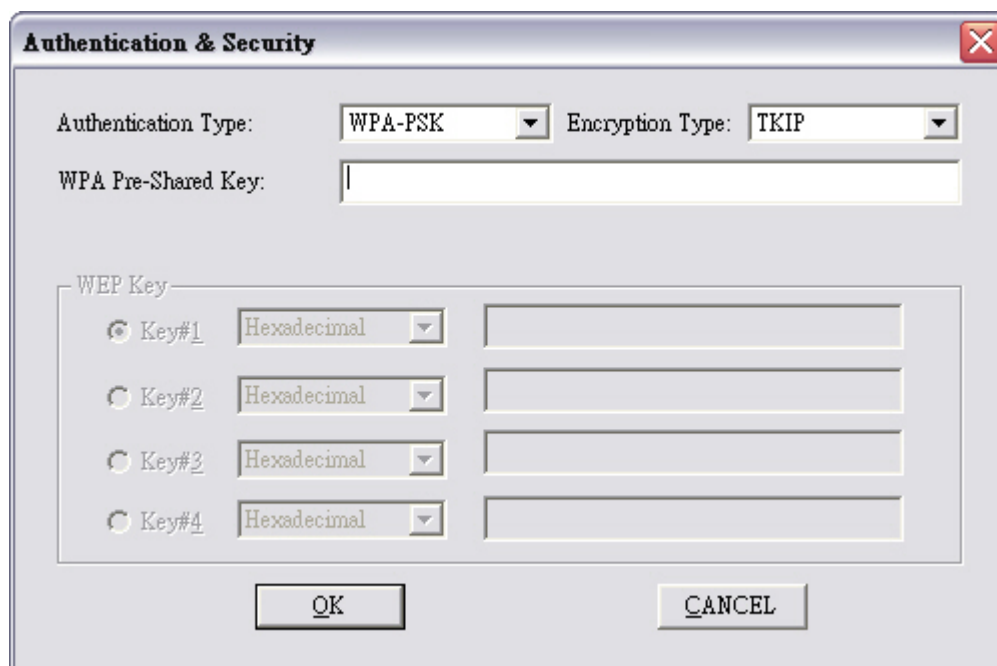 Authentication & Security
Authentication Type: WPA-PSK Encryption Type: TKIP
WPA Pre-Shared Key:
WEP Key
Key#1 Hexadecimal
Key#2 Hexadecimal
Key#3 Hexadecimal
Key#4 Hexadecimal
OK CANCEL